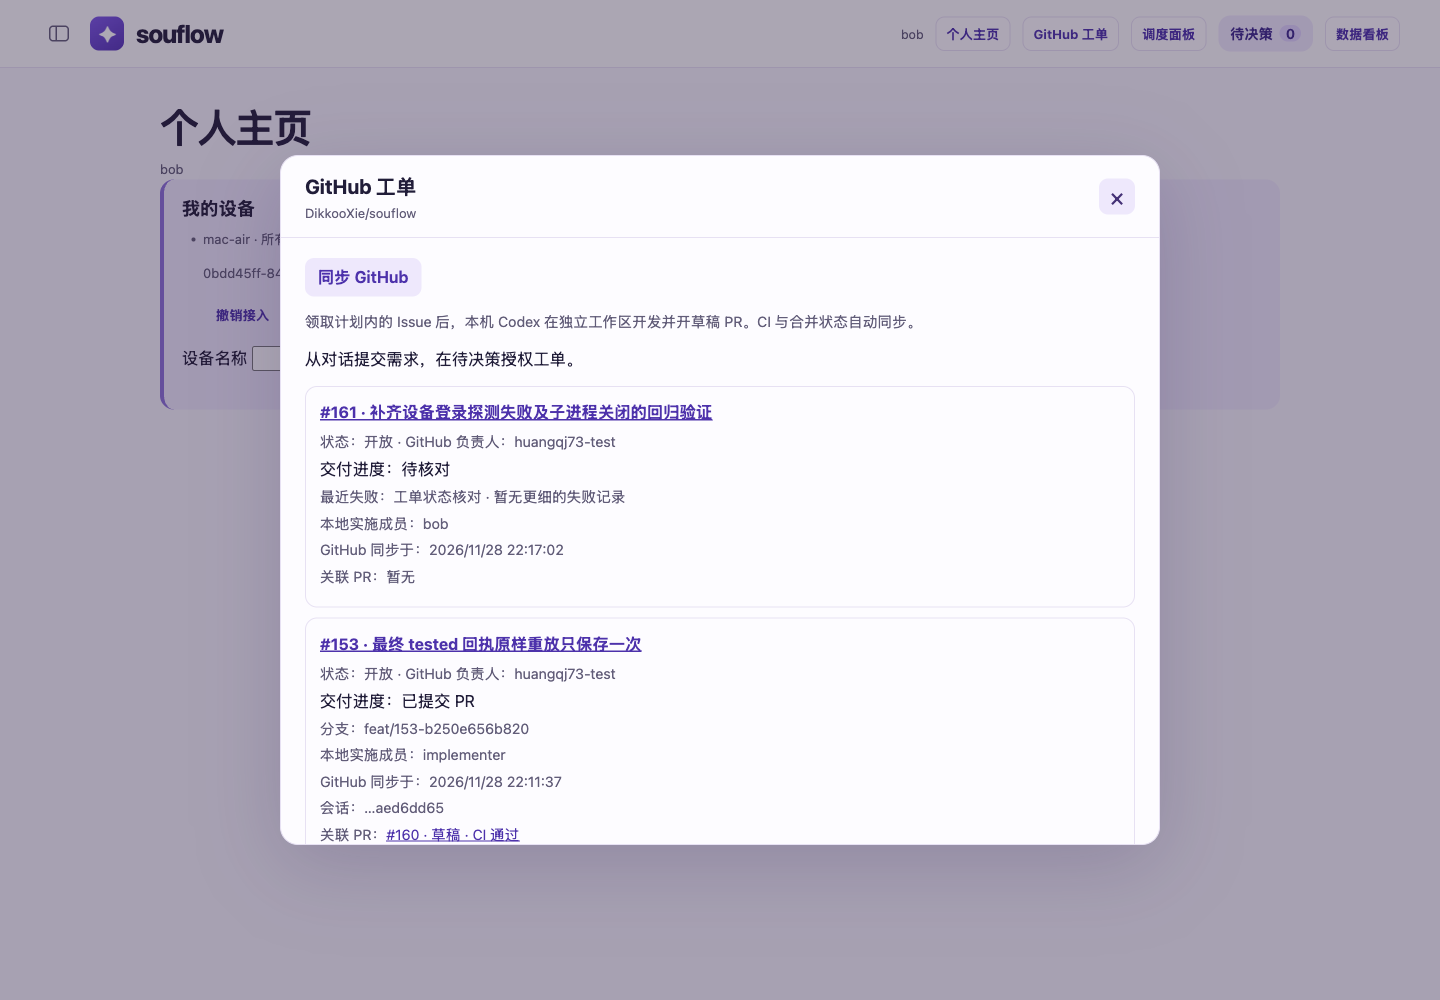 souflow
bob
个人主页
GitHub 工单
调度面板
待决策 0
数据看板
个人主页
bob
我的设备
mac-air · 所有
0bdd45ff-84
撤销接入
设备名称
GitHub 工单
DikkooXie/souflow
×
同步 GitHub
领取计划内的 Issue 后，本机 Codex 在独立工作区开发并开草稿 PR。CI 与合并状态自动同步。
从对话提交需求，在待决策授权工单。
#161 · 补齐设备登录探测失败及子进程关闭的回归验证
状态：开放 · GitHub 负责人：huangqj73-test
交付进度：待核对
最近失败：工单状态核对 · 暂无更细的失败记录
本地实施成员：bob
GitHub 同步于：2026/11/28 22:17:02
关联 PR：暂无
#153 · 最终 tested 回执原样重放只保存一次
状态：开放 · GitHub 负责人：huangqj73-test
交付进度：已提交 PR
分支：feat/153-b250e656b820
本地实施成员：implementer
GitHub 同步于：2026/11/28 22:11:37
会话：…aed6dd65
关联 PR：#160 · 草稿 · CI 通过